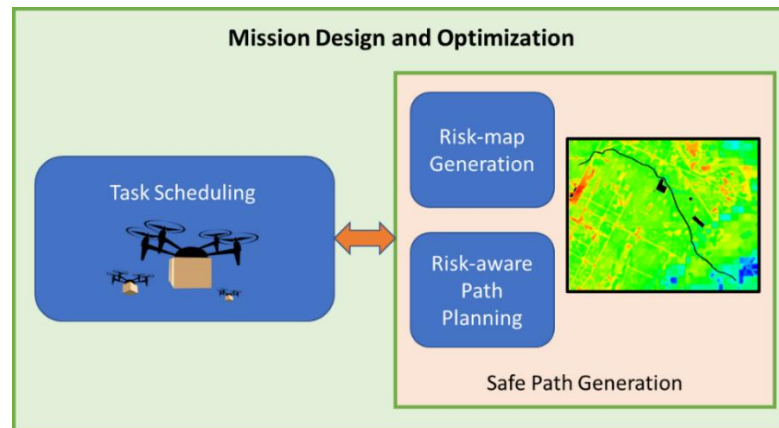 Mission Design and Optimization
Task Scheduling
Risk-map
Generation
Risk-aware
Path
Planning
Safe Path Generation